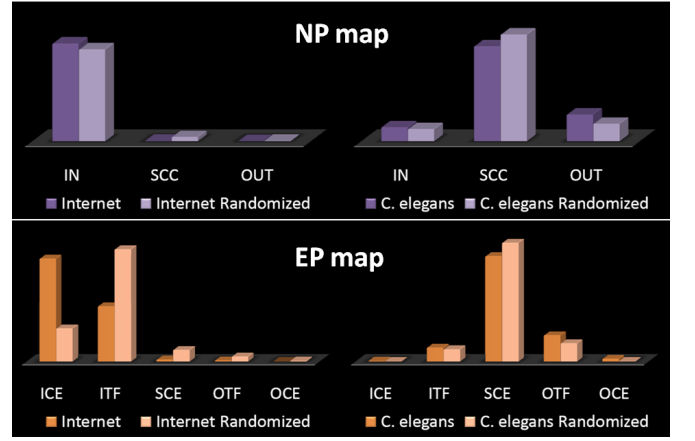 NP map
IN SCC OUT IN SCC OUT
Internet Internet Randomized C. elegans C. elegans Randomized
EP map
ICE ITF SCE OTF OCE ICE ITF SCE OTF OCE
Internet Internet Randomized C. elegans C. elegans Randomized